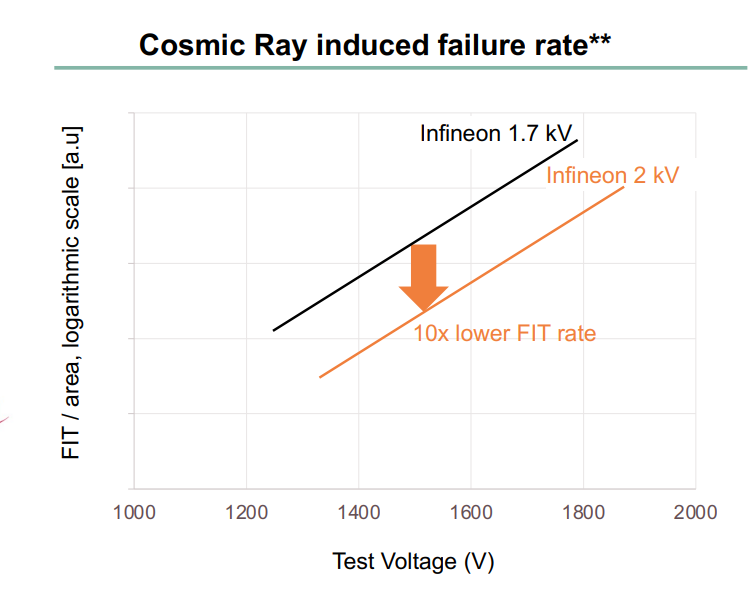 Cosmic Ray induced failure rate**
FIT / area, logarithmic scale [a.u]
Infineon 1.7 kV
Infineon 2 kV
10x lower FIT rate
1000 1200 1400 1600 1800 2000
Test Voltage (V)